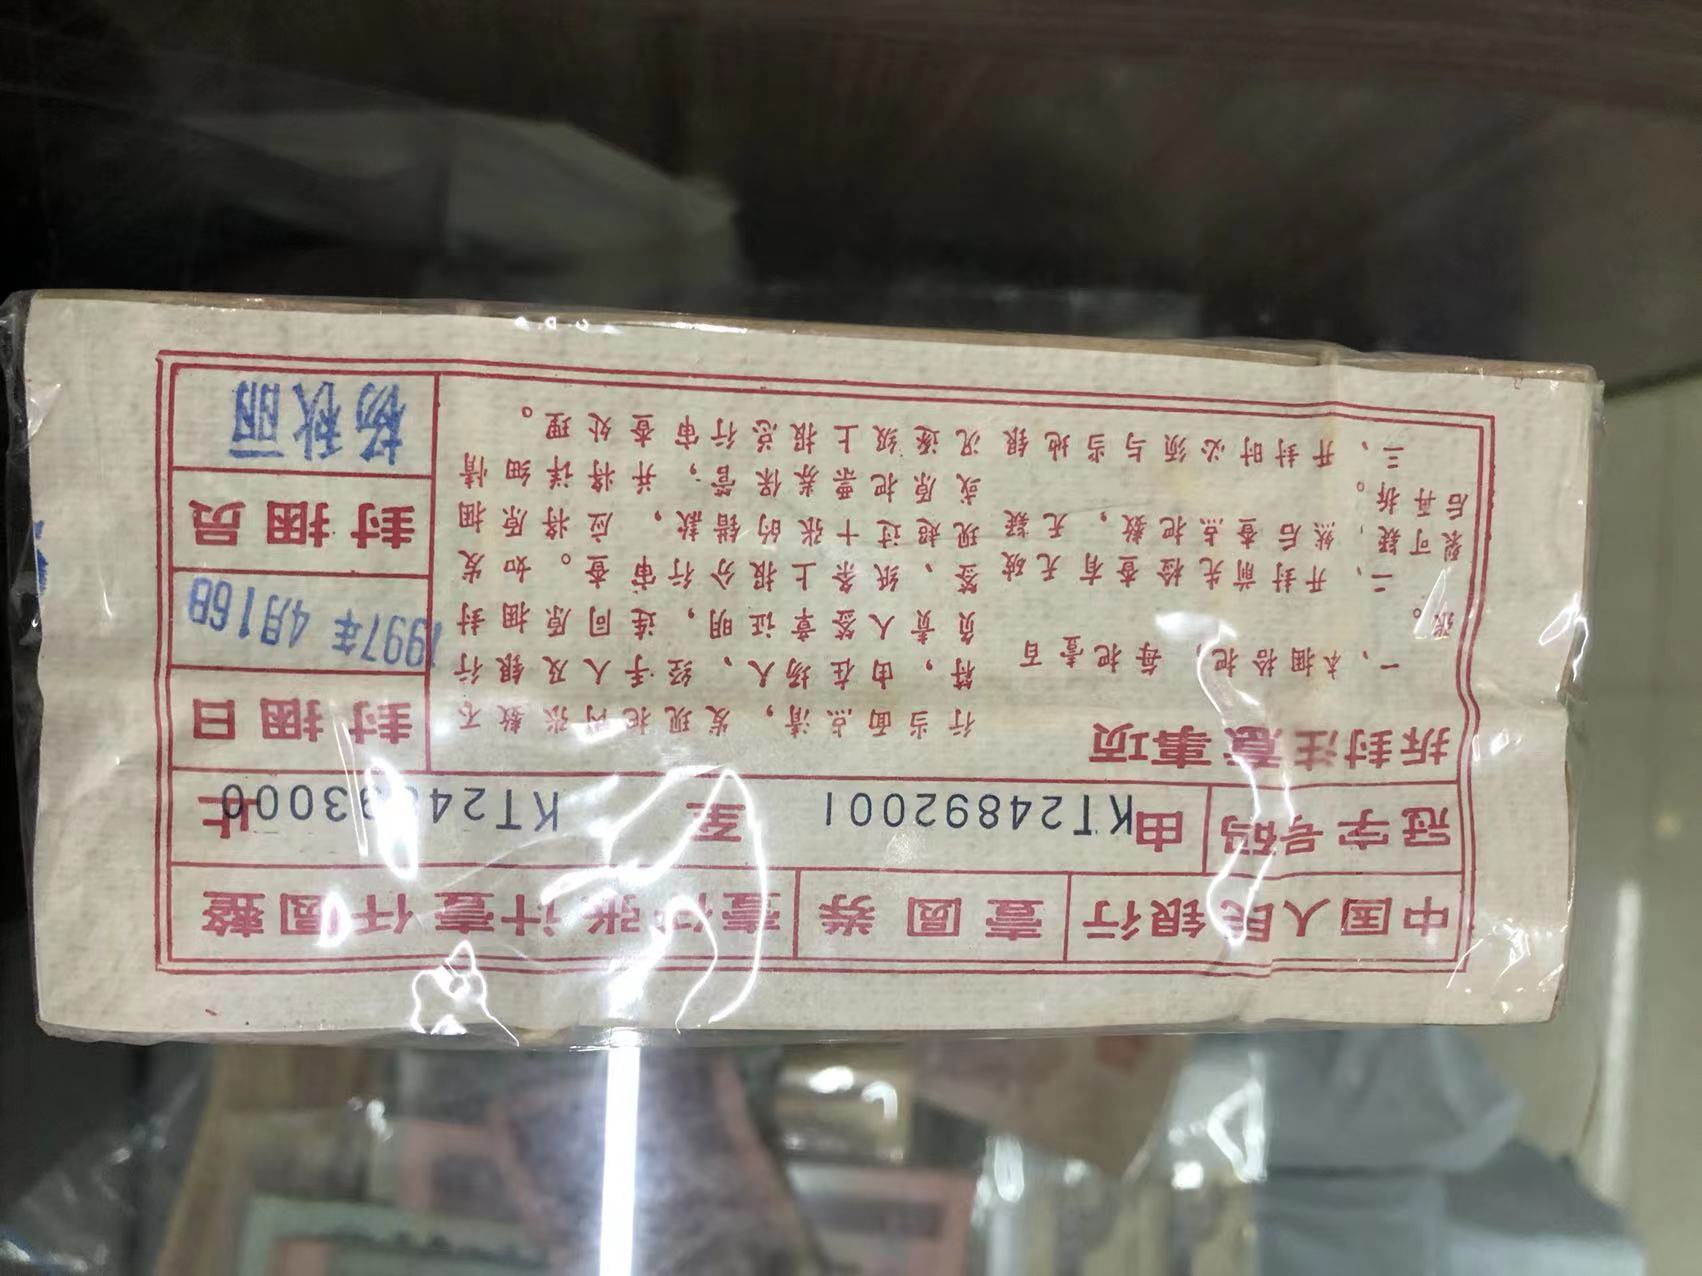 中国人民银行 壹圆券 壹仟张计壹仟圆整
冠字号码 由 KT24892001 至 KT24893000 止
拆封注意事项
一、本捆拾把,每把壹百
张。
二、开封前先检查有无破
裂可疑,然后查点把数,无疑
后再拆。
三、开封时必须与当地银
行当面点清,发现把内张数不
符,由在场人、经手人及银行
负责人签章证明,连同原捆封
签、纸条上报分行审查。如发
现超过十张的错款,应将原捆
或原把票券保管,并将详细情
况逐级上报总行审查处理。
封捆日
1997年4月16日
封捆员
杨秋丽